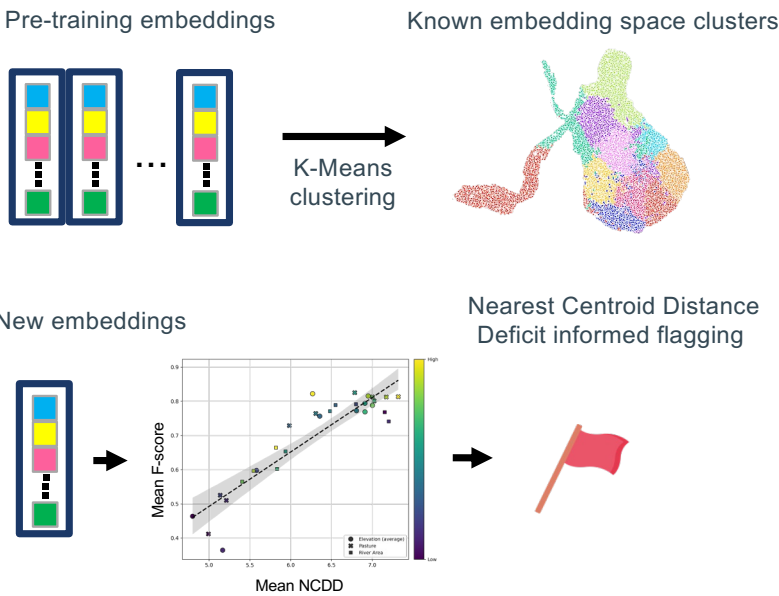 Pre-training embeddings
Known embedding space clusters
...
K-Means
clustering
New embeddings
Nearest Centroid Distance
Deficit informed flagging
Mean F-score
0.9
0.8
0.7
0.6
0.5
0.4
5.0
5.5
6.0
6.5
7.0
Mean NCDD
High
Low
Elevation (average)
Pasture
River Area